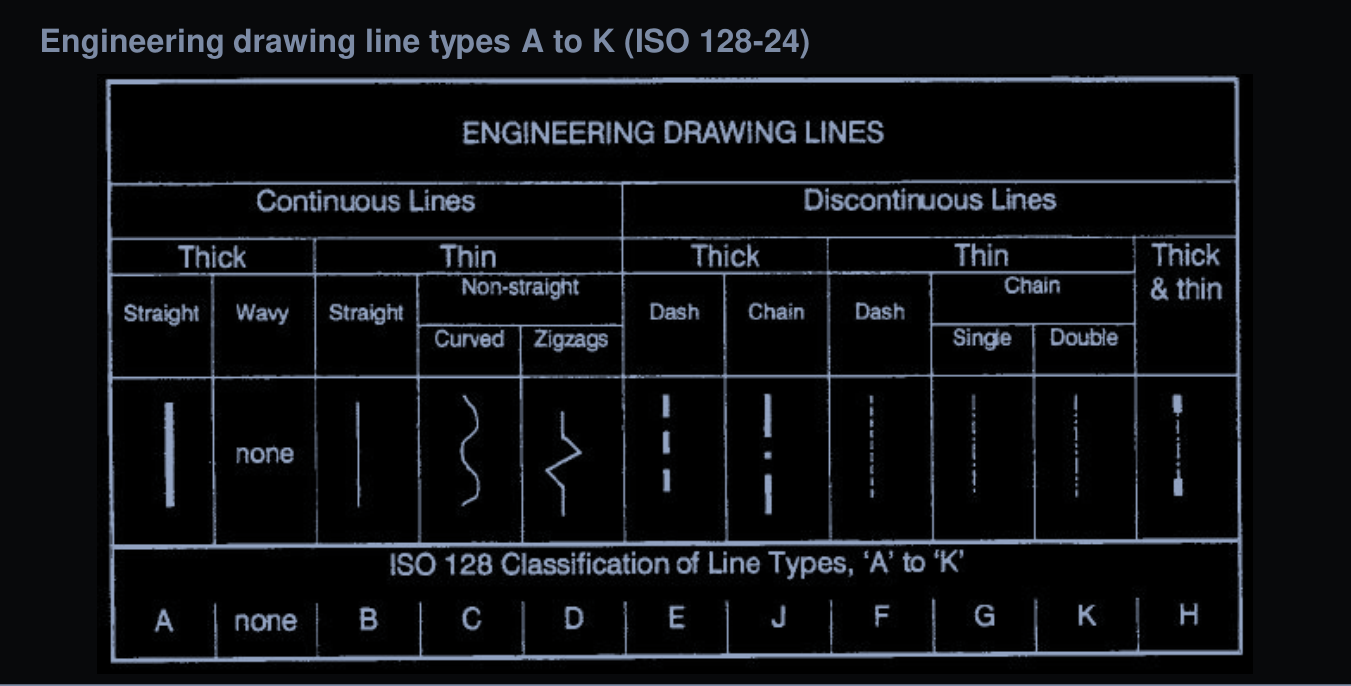 Engineering drawing line types A to K (ISO 128-24)
ENGINEERING DRAWING LINES
Continuous Lines
Discontinuous Lines
Thick
Thin
Thick
Thin
Thick
& thin
Straight
Wavy
Straight
Non-straight
Curved
Zigzags
Dash
Chain
Dash
Chain
Single
Double
none
ISO 128 Classification of Line Types, ‘A’ to ‘K’
A none B C D E J F G K H